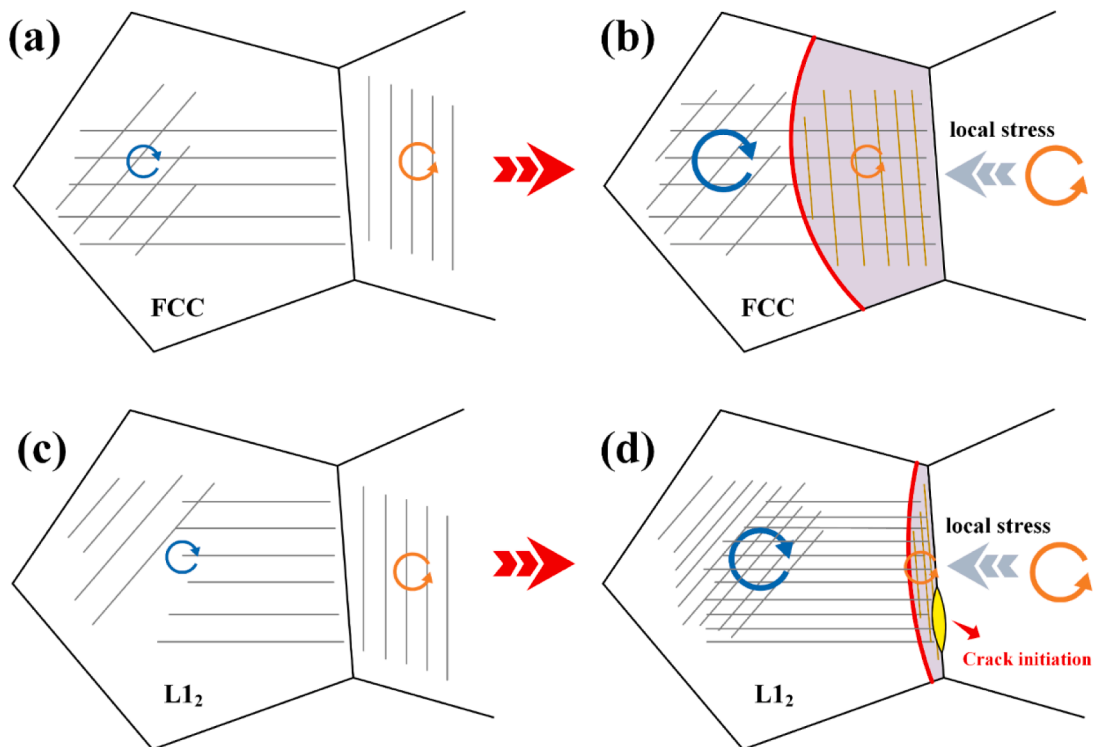 (a)
(b)
local stress
FCC
FCC
(c)
(d)
local stress
Crack initiation
L1₂
L1₂